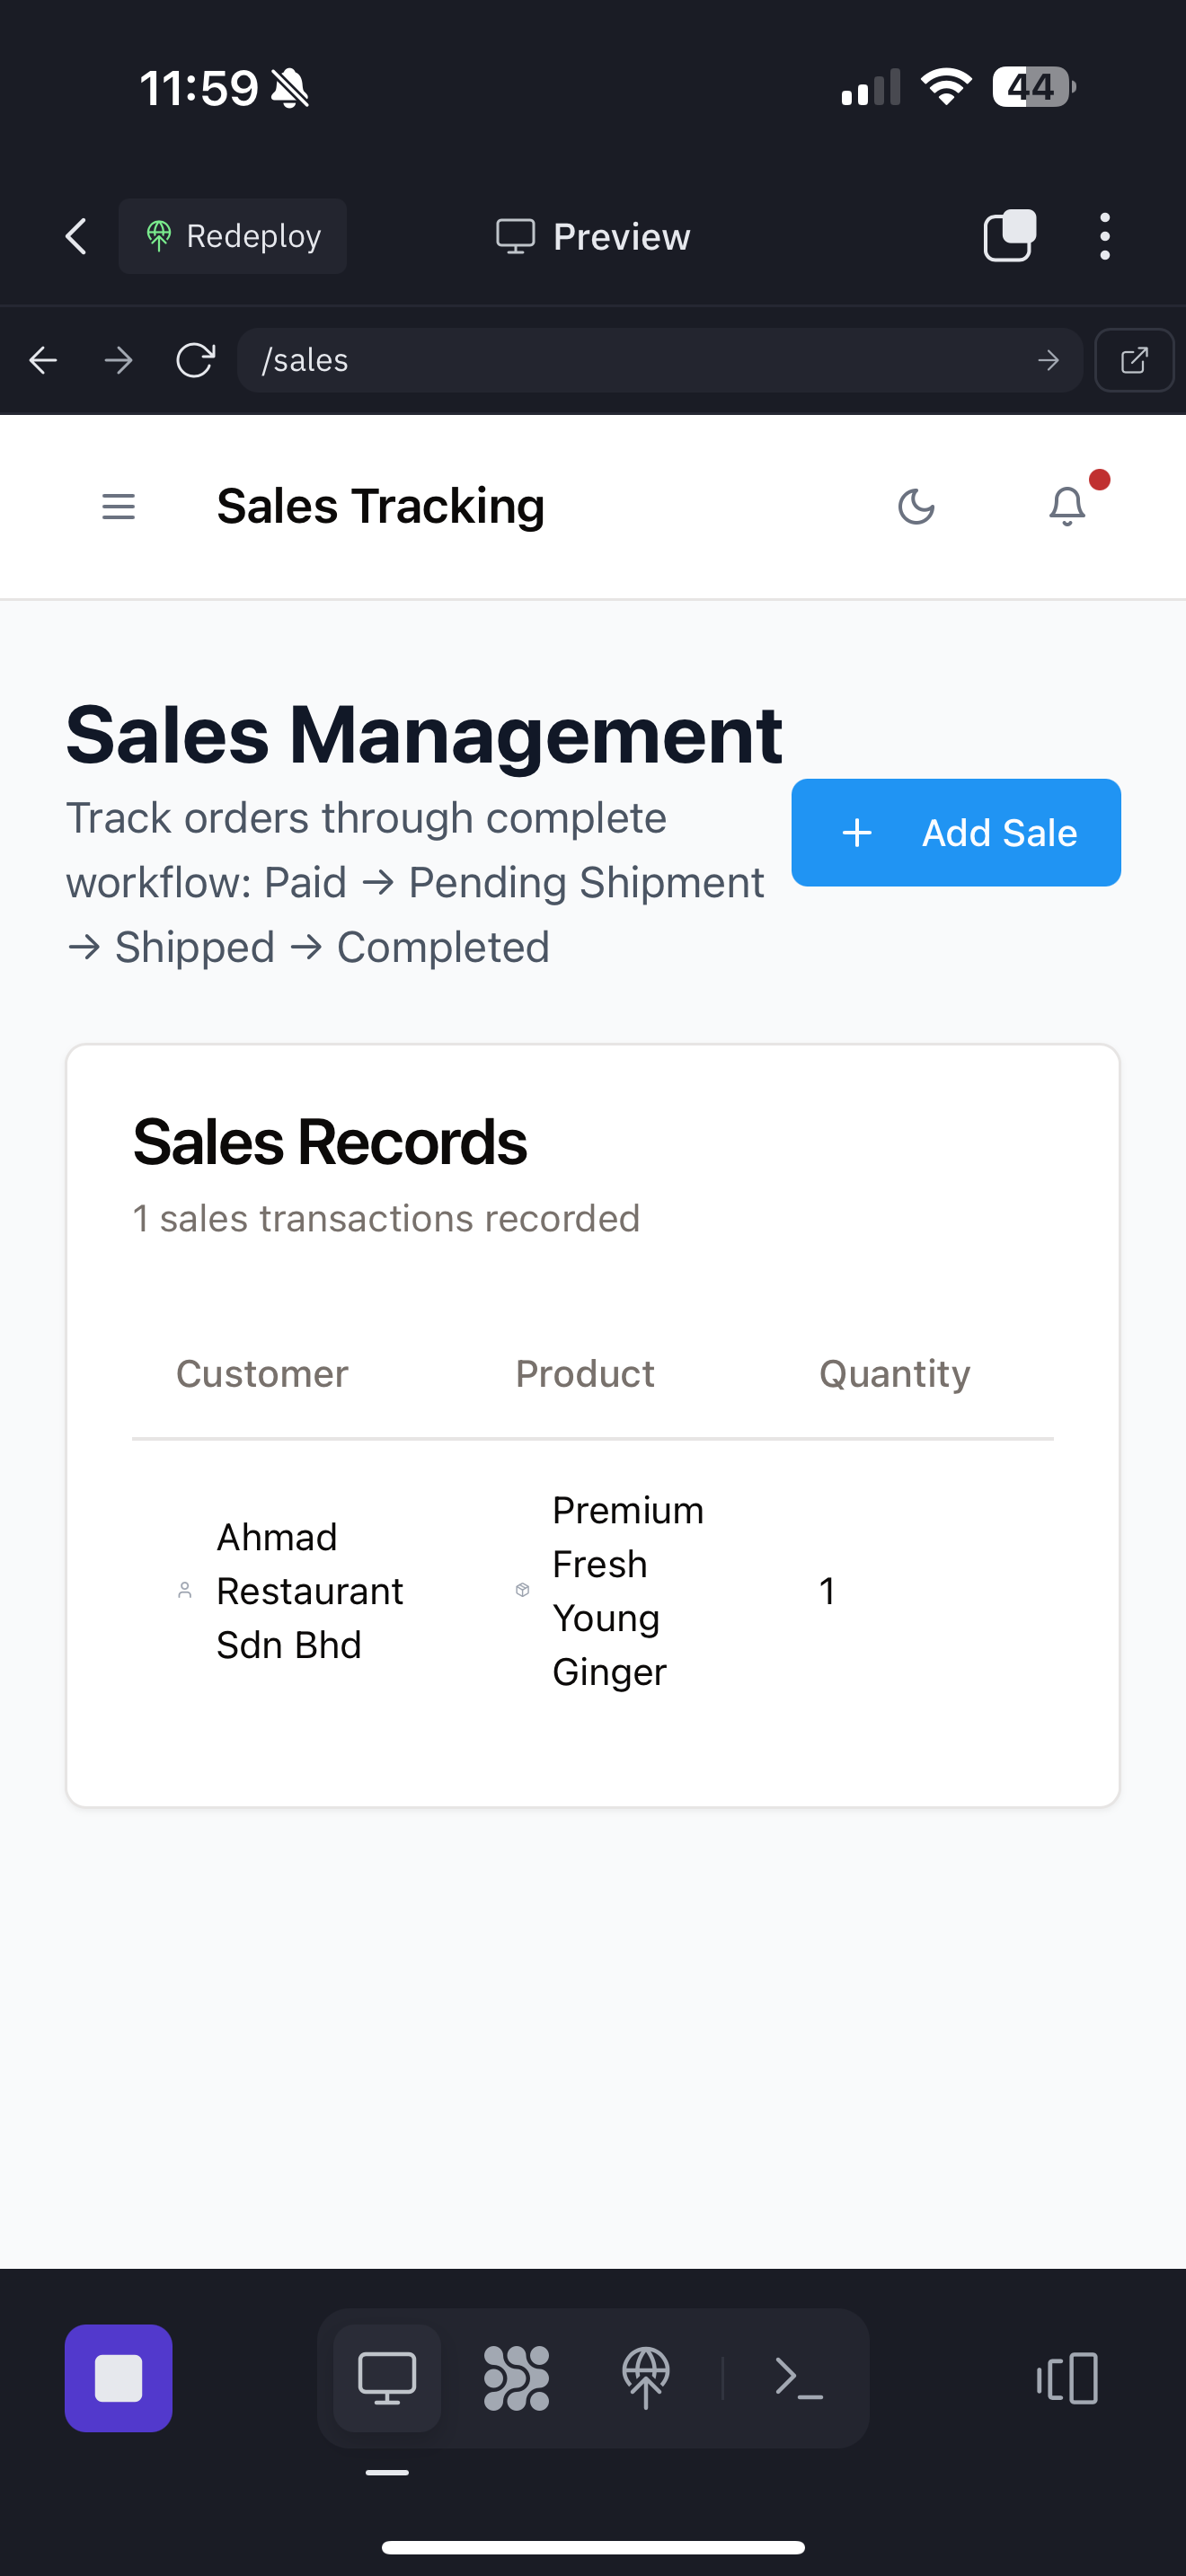 11:59
44
Redeploy
Preview
/sales
Sales Tracking
Sales Management
Track orders through complete
workflow: Paid → Pending Shipment
→ Shipped → Completed
+ Add Sale
Sales Records
1 sales transactions recorded
Customer Product Quantity
Ahmad
Restaurant
Sdn Bhd
Premium
Fresh
Young
Ginger
1